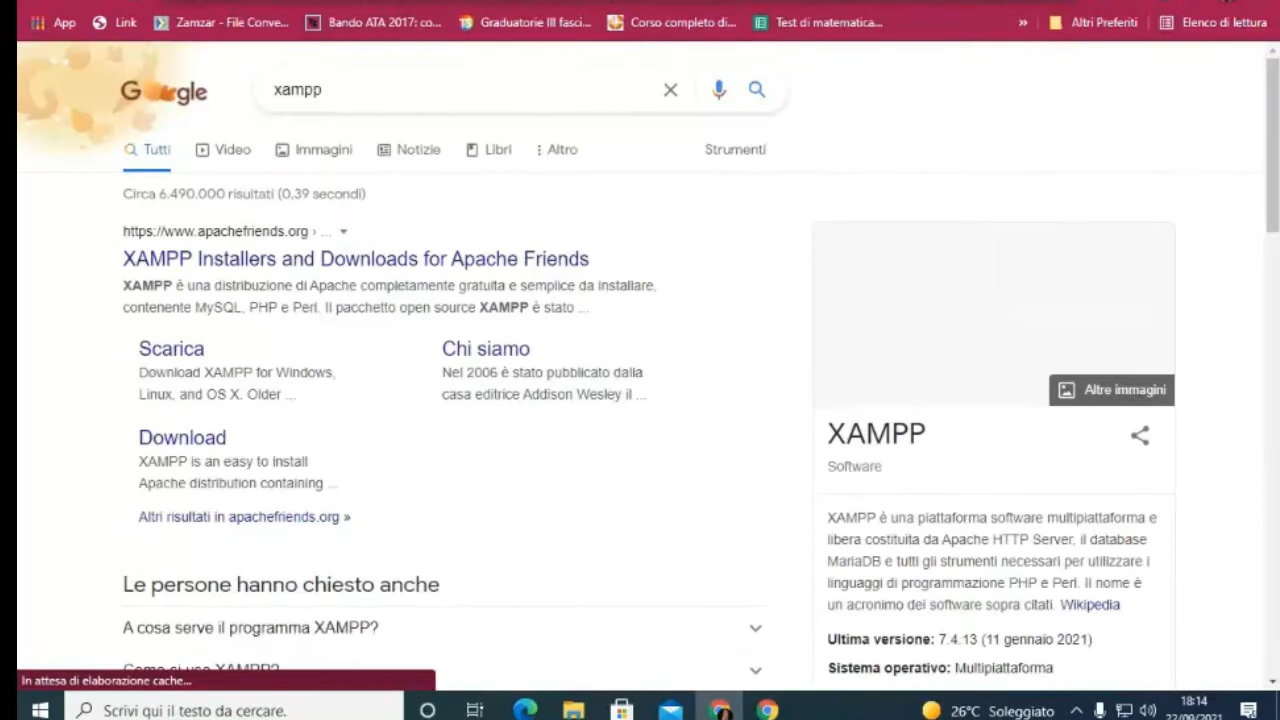 App Link Zamzar - File Conve... Bando ATA 2017: co... Graduatorie III fasci... Corso completo di... Test di matematica... » Altri Preferiti Elenco di lettura
Google xampp
Tutti Video Immagini Notizie Libri Altro Strumenti
Circa 6.490.000 risultati (0,39 secondi)
https://www.apachefriends.org › ...
XAMPP Installers and Downloads for Apache Friends
XAMPP è una distribuzione di Apache completamente gratuita e semplice da installare,
contenente MySQL, PHP e Perl. Il pacchetto open source XAMPP è stato ...
Scarica
Download XAMPP for Windows,
Linux, and OS X. Older ...
Chi siamo
Nel 2006 è stato pubblicato dalla
casa editrice Addison Wesley il ...
Download
XAMPP is an easy to install
Apache distribution containing ...
Altri risultati in apachefriends.org »
Le persone hanno chiesto anche
A cosa serve il programma XAMPP?
Come si usa XAMPP?
Altre immagini
XAMPP
Software
XAMPP è una piattaforma software multipiattaforma e
libera costituita da Apache HTTP Server, il database
MariaDB e tutti gli strumenti necessari per utilizzare i
linguaggi di programmazione PHP e Perl. Il nome è
un acronimo dei software sopra citati. Wikipedia
Ultima versione: 7.4.13 (11 gennaio 2021)
Sistema operativo: Multipiattaforma
In attesa di elaborazione cache...
Scrivi qui il testo da cercare.
26°C Soleggiato
18:14
22/09/2021